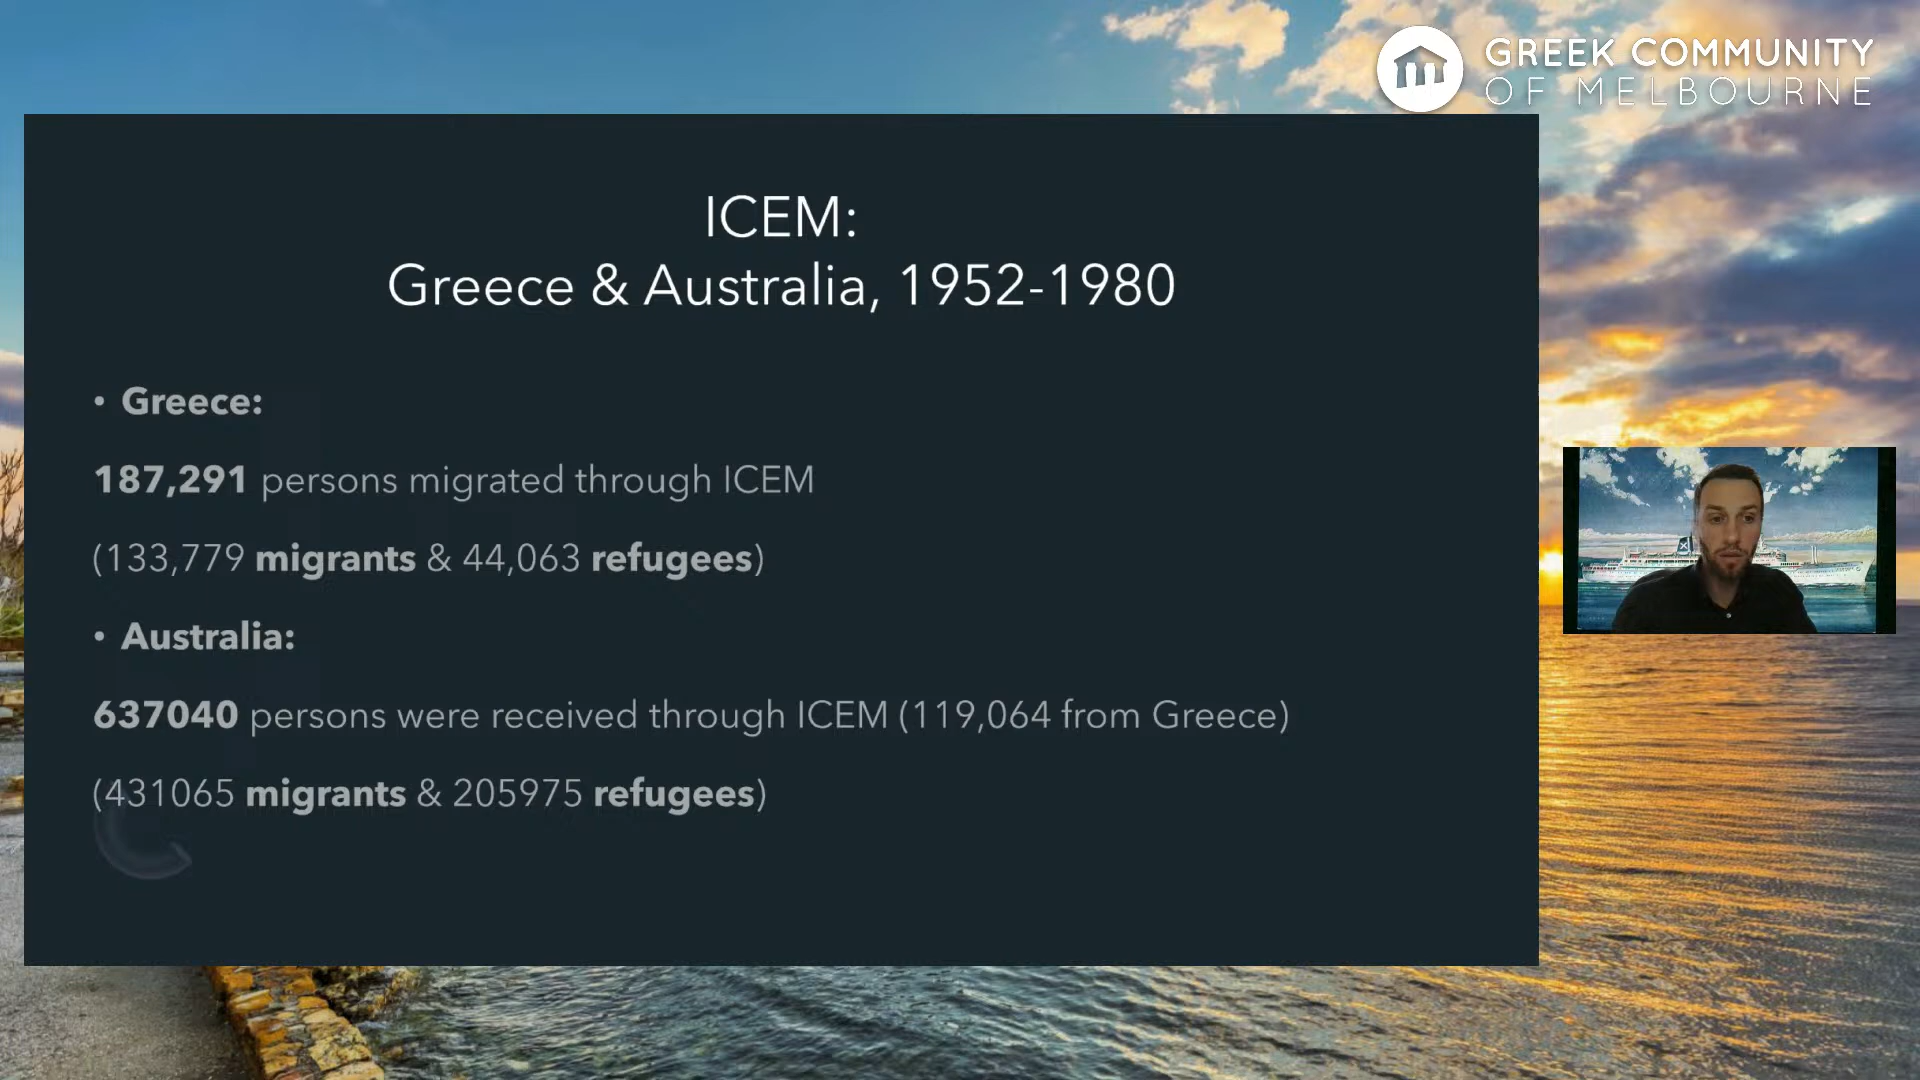 GREEK COMMUNITY
OF MELBOURNE
ICEM:
Greece & Australia, 1952-1980
• Greece:
187,291 persons migrated through ICEM
(133,779 migrants & 44,063 refugees)
• Australia:
637040 persons were received through ICEM (119,064 from Greece)
(431065 migrants & 205975 refugees)